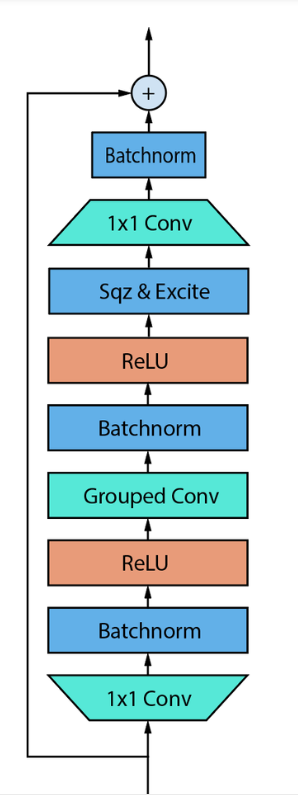 +
Batchnorm
1x1 Conv
Sqz & Excite
ReLU
Batchnorm
Grouped Conv
ReLU
Batchnorm
1x1 Conv